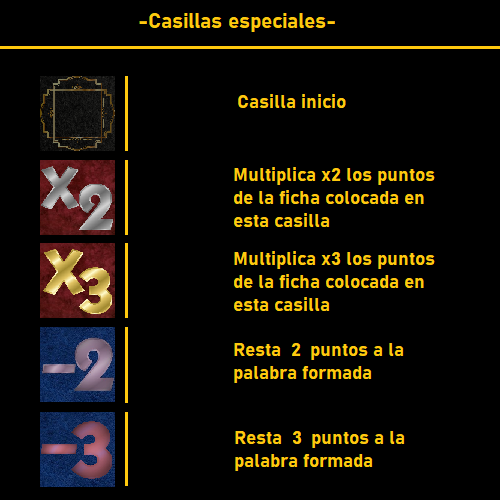 -Casillas especiales-
Casilla inicio
x2
Multiplica x2 los puntos
de la ficha colocada en
esta casilla
x3
Multiplica x3 los puntos
de la ficha colocada en
esta casilla
-2
Resta 2 puntos a la
palabra formada
-3
Resta 3 puntos a la
palabra formada